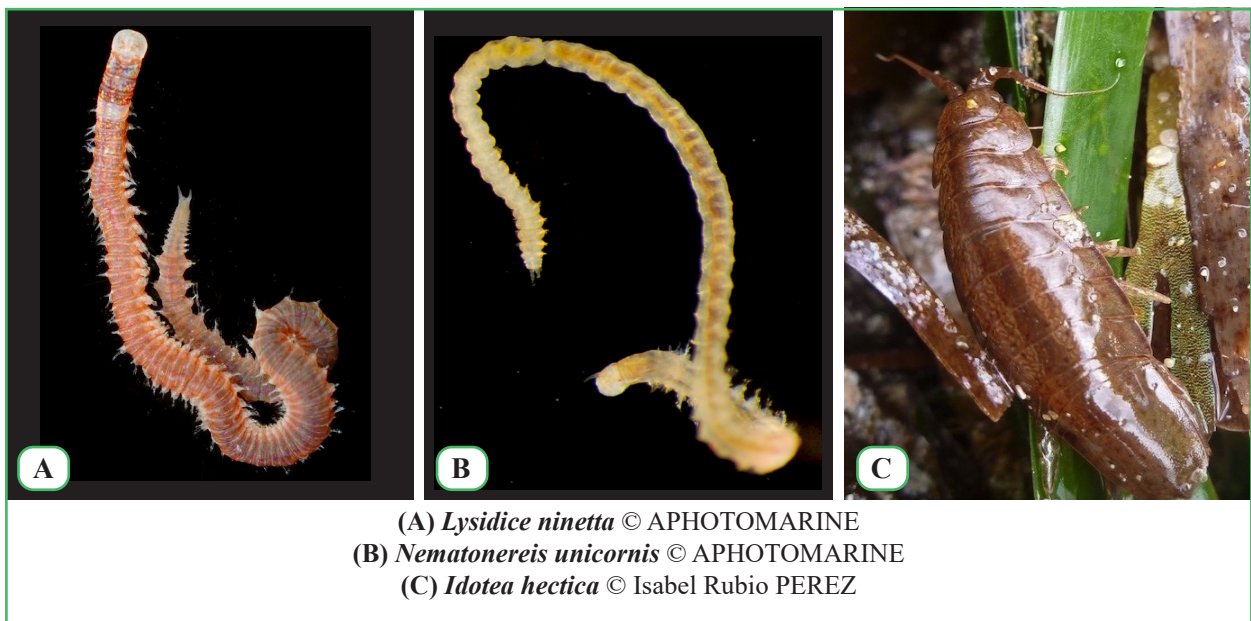 A
B
C
(A) Lysidice ninetta © APHOTOMARINE
(B) Nematonereis unicornis © APHOTOMARINE
(C) Idotea hectica © Isabel Rubio PEREZ